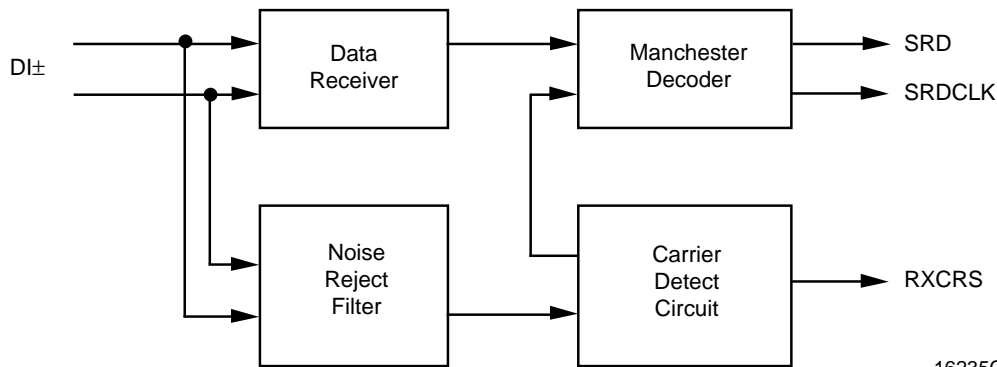 DI±
Data
Receiver
Manchester
Decoder
SRD
SRDCLK
Noise
Reject
Filter
Carrier
Detect
Circuit
RXCRS